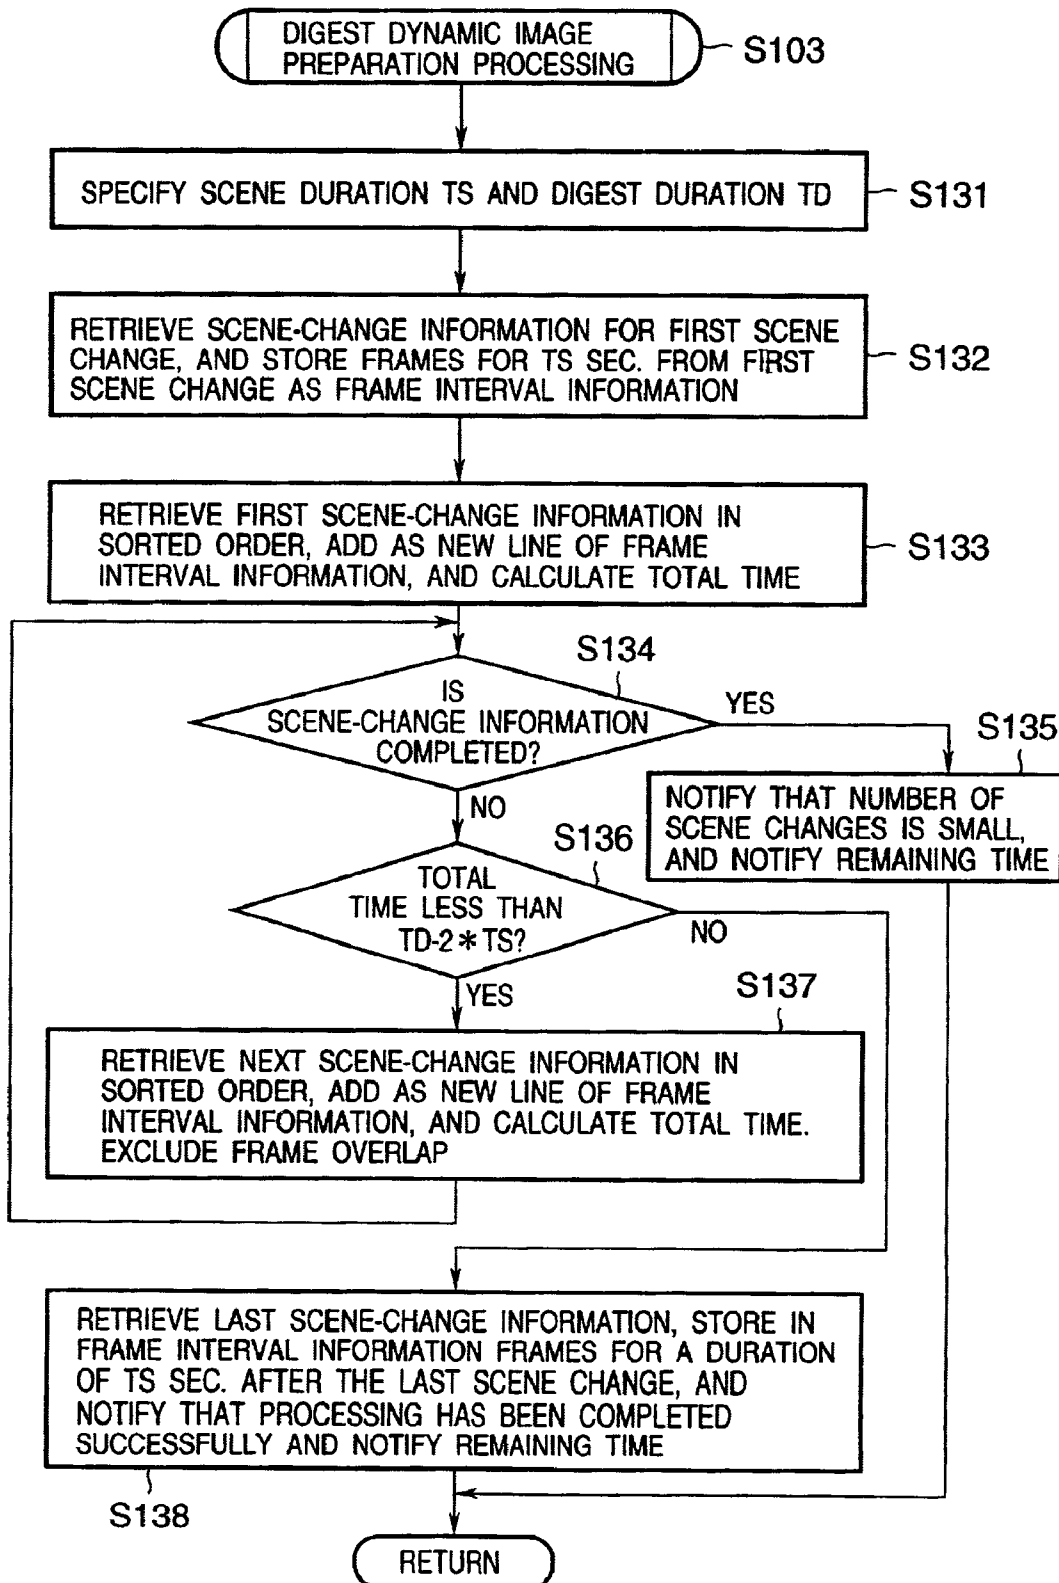 DIGEST DYNAMIC IMAGE
PREPARATION PROCESSING
S103
SPECIFY SCENE DURATION TS AND DIGEST DURATION TD
S131
RETRIEVE SCENE-CHANGE INFORMATION FOR FIRST SCENE
CHANGE, AND STORE FRAMES FOR TS SEC. FROM FIRST
SCENE CHANGE AS FRAME INTERVAL INFORMATION
S132
RETRIEVE FIRST SCENE-CHANGE INFORMATION IN
SORTED ORDER, ADD AS NEW LINE OF FRAME
INTERVAL INFORMATION, AND CALCULATE TOTAL TIME
S133
S134
IS
SCENE-CHANGE INFORMATION
COMPLETED?
YES
NO
S135
NOTIFY THAT NUMBER OF
SCENE CHANGES IS SMALL,
AND NOTIFY REMAINING TIME
S136
TOTAL
TIME LESS THAN
TD-2*TS?
NO
YES
S137
RETRIEVE NEXT SCENE-CHANGE INFORMATION IN
SORTED ORDER, ADD AS NEW LINE OF FRAME
INTERVAL INFORMATION, AND CALCULATE TOTAL TIME.
EXCLUDE FRAME OVERLAP
RETRIEVE LAST SCENE-CHANGE INFORMATION, STORE IN
FRAME INTERVAL INFORMATION FRAMES FOR A DURATION
OF TS SEC. AFTER THE LAST SCENE CHANGE, AND
NOTIFY THAT PROCESSING HAS BEEN COMPLETED
SUCCESSFULLY AND NOTIFY REMAINING TIME
S138
RETURN